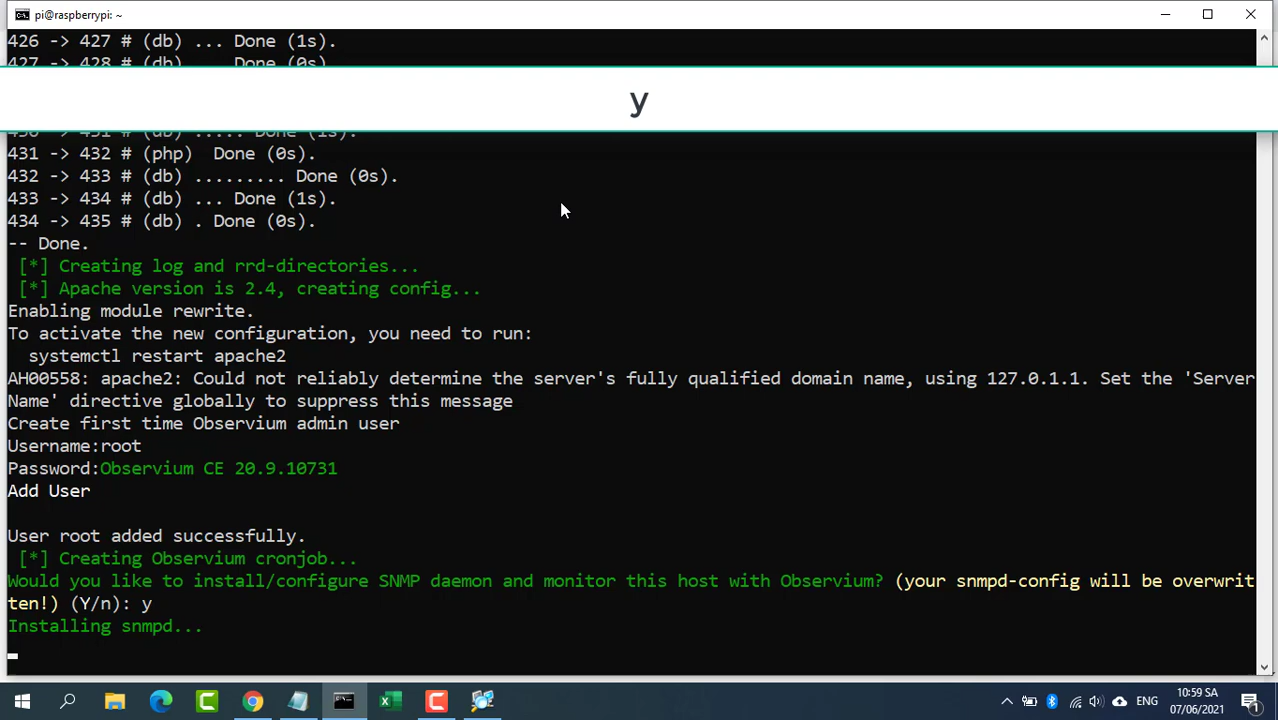 pi@raspberrypi: ~
426 -> 427 # (db) ... Done (1s).
427 -> 428 # (db) . Done (0s)
y
430 -> 431 # (db) ..... Done (1s).
431 -> 432 # (php)  Done (0s).
432 -> 433 # (db) ......... Done (0s).
433 -> 434 # (db) ... Done (1s).
434 -> 435 # (db) . Done (0s).
-- Done.
[*] Creating log and rrd-directories...
[*] Apache version is 2.4, creating config...
Enabling module rewrite.
To activate the new configuration, you need to run:
systemctl restart apache2
AH00558: apache2: Could not reliably determine the server's fully qualified domain name, using 127.0.1.1. Set the 'Server
Name' directive globally to suppress this message
Create first time Observium admin user
Username:root
Password:Observium CE 20.9.10731
Add User
User root added successfully.
[*] Creating Observium cronjob...
Would you like to install/configure SNMP daemon and monitor this host with Observium? (your snmpd-config will be overwrit
ten!) (Y/n): y
Installing snmpd...
ENG
10:59 SA
07/06/2021
1